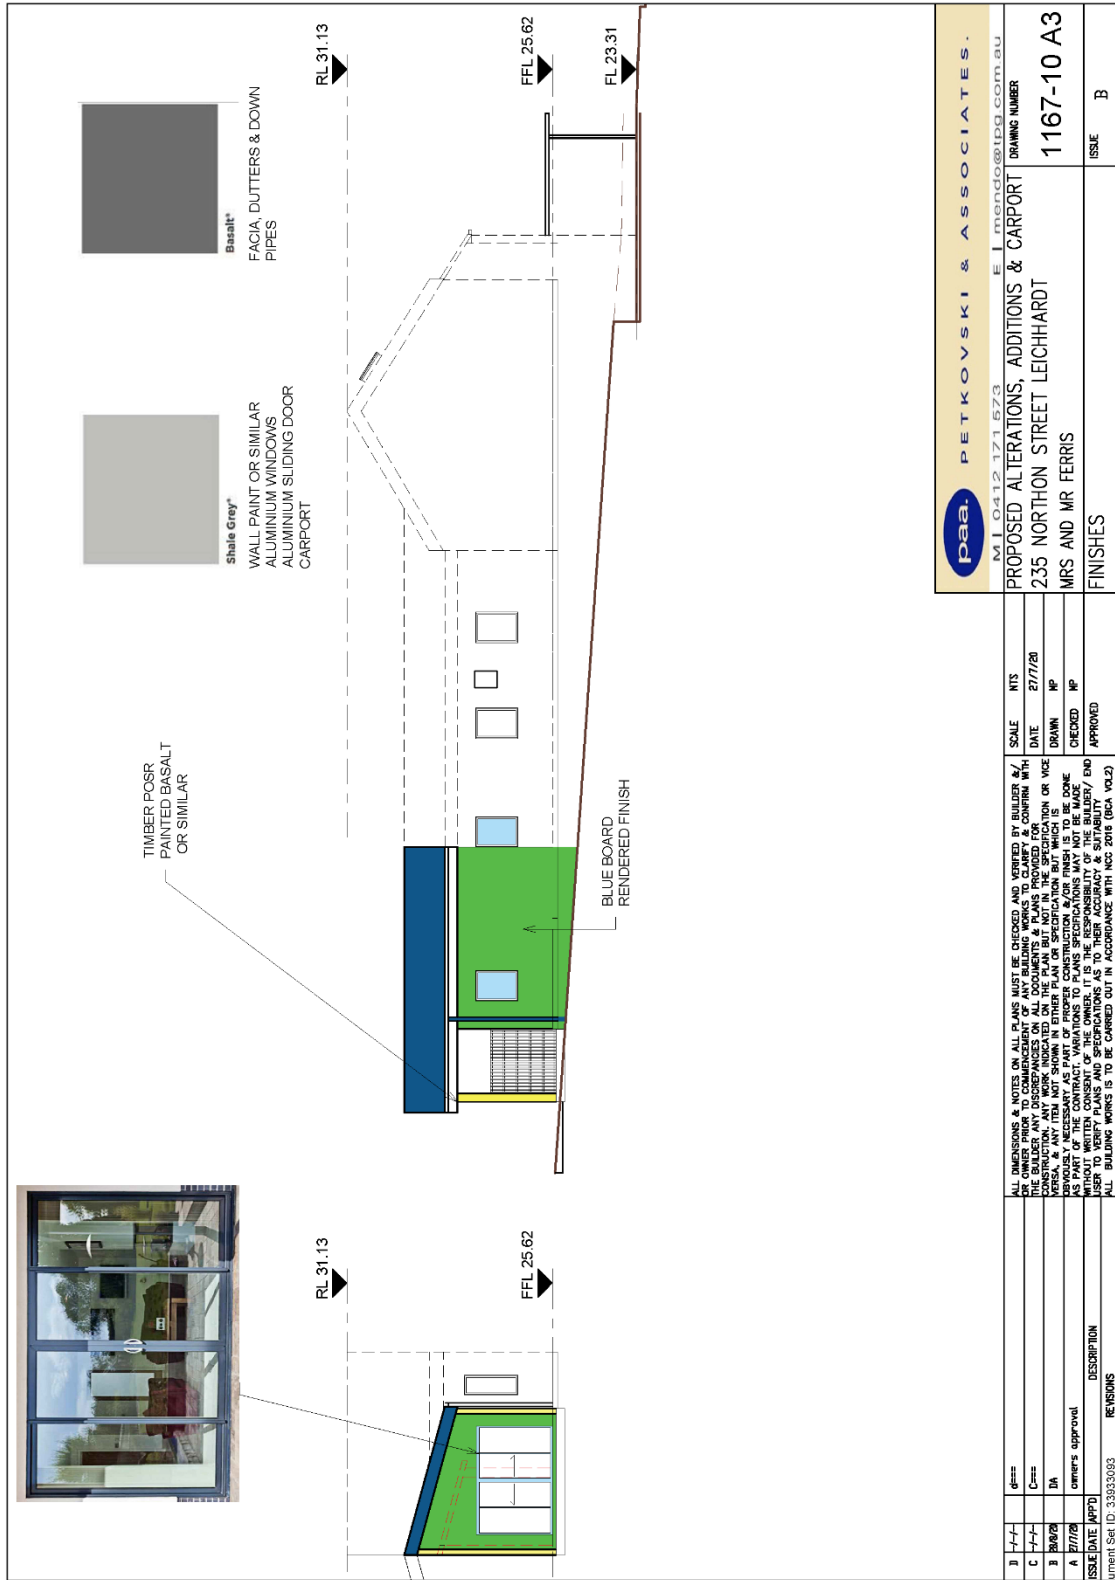 RL 31.13
FFL 25.62
FL 23.31
Basalt®
FACIA, DUTTERS & DOWN
PIPES
Shale Grey®
WALL PAINT OR SIMILAR
ALUMINIUM WINDOWS
ALUMINIUM SLIDING DOOR
CARPORT
TIMBER POSR
PAINTED BASALT
OR SIMILAR
BLUE BOARD
RENDERED FINISH
RL 31.13
FFL 25.62
D -/-/- d===
C -/-/- C===
B 28/8/20 DA
A 27/7/20 owners approval
ISSUE DATE APP'D DESCRIPTION
REVISIONS
ument Set ID: 33933093
ALL DIMENSIONS & NOTES ON ALL PLANS MUST BE CHECKED AND VERIFIED BY BUILDER &/
OR OWNER PRIOR TO COMMENCEMENT OF ANY BUILDING WORKS TO CLARIFY & CONFIRM WITH
THE BUILDER ANY DISCREPANCIES ON ALL DOCUMENTS & PLANS PROVIDED FOR
CONSTRUCTION. ANY WORK INDICATED ON THE PLAN BUT NOT IN THE SPECIFICATION OR VICE
VERSA, & ANY ITEM NOT SHOWN IN EITHER PLAN OR SPECIFICATION BUT WHICH IS
OBVIOUSLY NECESSARY AS PART OF PROPER CONSTRUCTION &/OR FINISH IS TO BE DONE
AS PART OF THE CONTRACT. VARIATIONS TO PLANS SPECIFICATIONS MAY NOT BE MADE
WITHOUT WRITTEN CONSENT OF THE OWNER. IT IS THE RESPONSIBILITY OF THE BUILDER/ END
USER TO VERIFY PLANS AND SPECIFICATIONS AS TO THEIR ACCURACY & SUITABILITY
ALL BUILDING WORKS IS TO BE CARRIED OUT IN ACCORDANCE WITH NCC 2016 (BCA VOL2)
SCALE NTS
DATE 27/7/20
DRAWN MP
CHECKED MP
APPROVED
paa. PETKOVSKI & ASSOCIATES.
M | 0412 171 573 E | mendo@tpg.com.au
PROPOSED ALTERATIONS, ADDITIONS & CARPORT
235 NORTHON STREET LEICHHARDT
MRS AND MR FERRIS
FINISHES
DRAWING NUMBER
1167-10 A3
ISSUE B